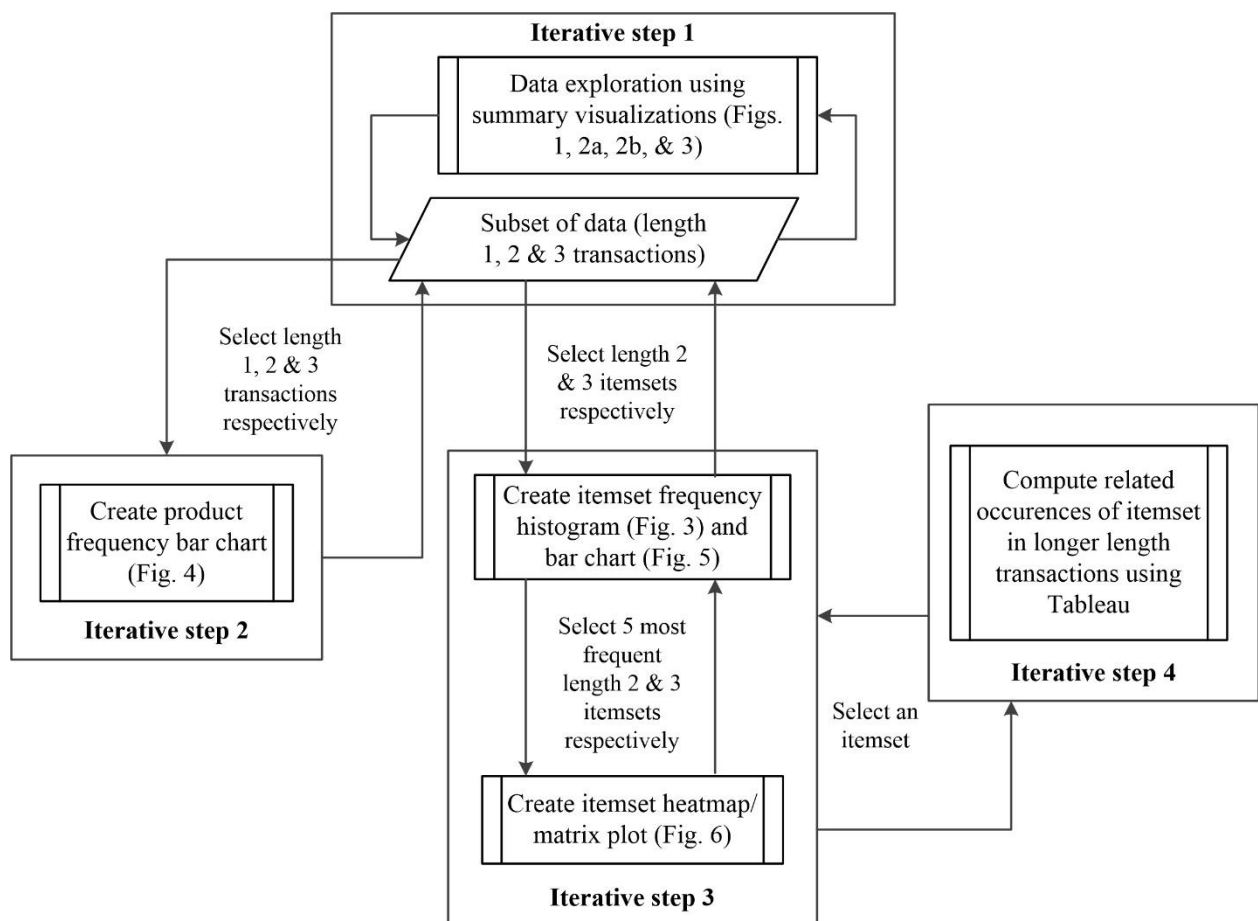 Iterative step 1
Data exploration using
summary visualizations (Figs.
1, 2a, 2b, & 3)
Subset of data (length
1, 2 & 3 transactions)
Select length
1, 2 & 3
transactions
respectively
Select length 2
& 3 itemsets
respectively
Create product
frequency bar chart
(Fig. 4)
Iterative step 2
Create itemset frequency
histogram (Fig. 3) and
bar chart (Fig. 5)
Select 5 most
frequent
length 2 & 3
itemsets
respectively
Create itemset heatmap/
matrix plot (Fig. 6)
Iterative step 3
Select an
itemset
Compute related
occurences of itemset
in longer length
transactions using
Tableau
Iterative step 4